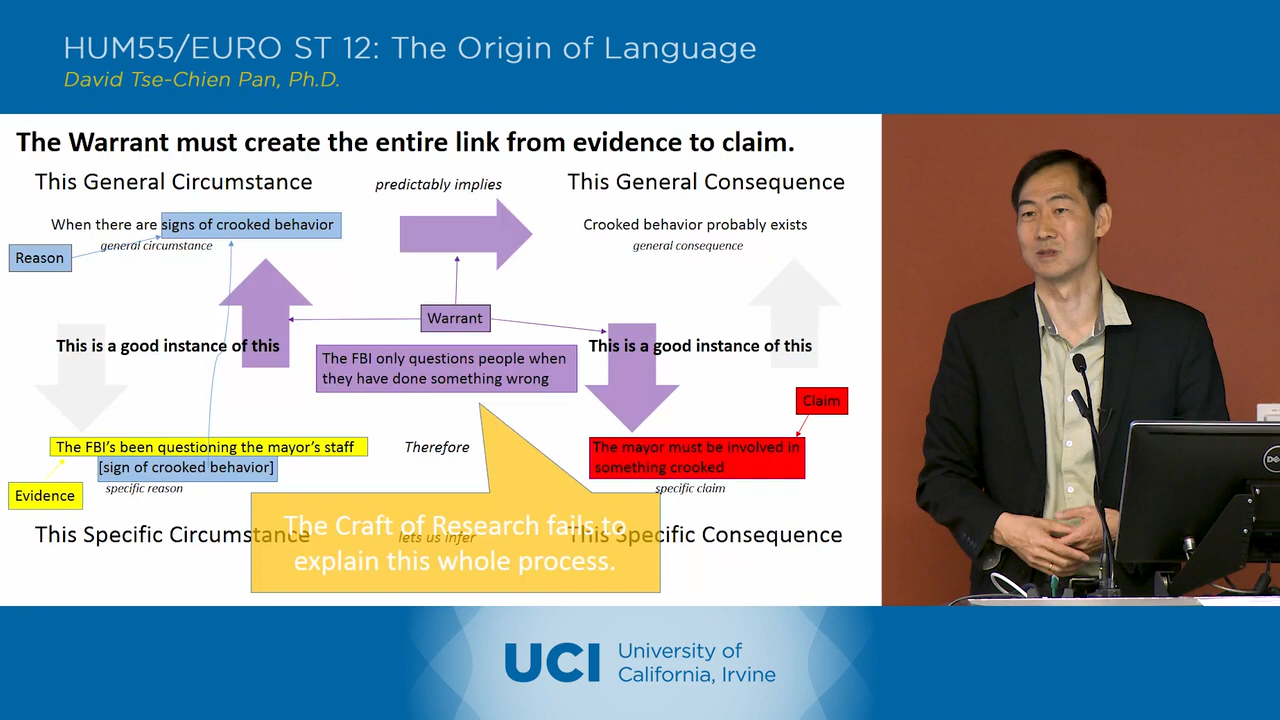 HUM55/EURO ST 12: The Origin of Language
David Tse-Chien Pan, Ph.D.
The Warrant must create the entire link from evidence to claim.
This General Circumstance
predictably implies
This General Consequence
When there are signs of crooked behavior
Crooked behavior probably exists
general circumstance
general consequence
Reason
Warrant
This is a good instance of this
This is a good instance of this
The FBI only questions people when
they have done something wrong
Claim
The FBI's been questioning the mayor's staff
Therefore
The mayor must be involved in
something crooked
[sign of crooked behavior]
specific reason
specific claim
Evidence
The Craft of Research fails to
explain this whole process.
This Specific Circumstance
lets us infer
This Specific Consequence
DELL
UCI
University of
California, Irvine